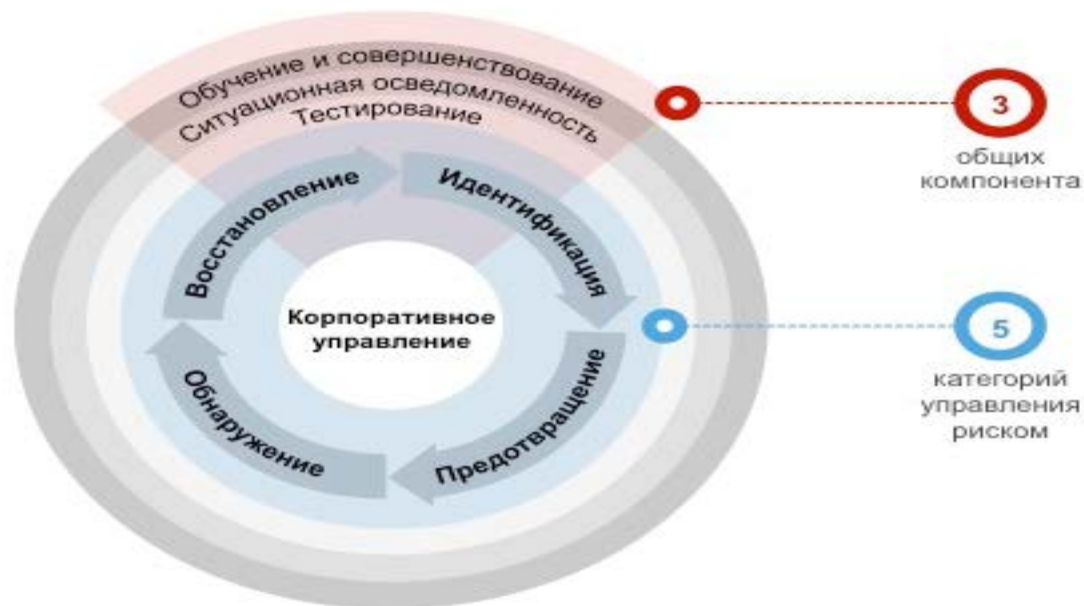 Обучение и совершенствование
Ситуационная осведомленность
Тестирование
Восстановление
Идентификация
Корпоративное
управление
Обнаружение
Предотвращение
3
общих
компонента
5
категорий
управления
риском